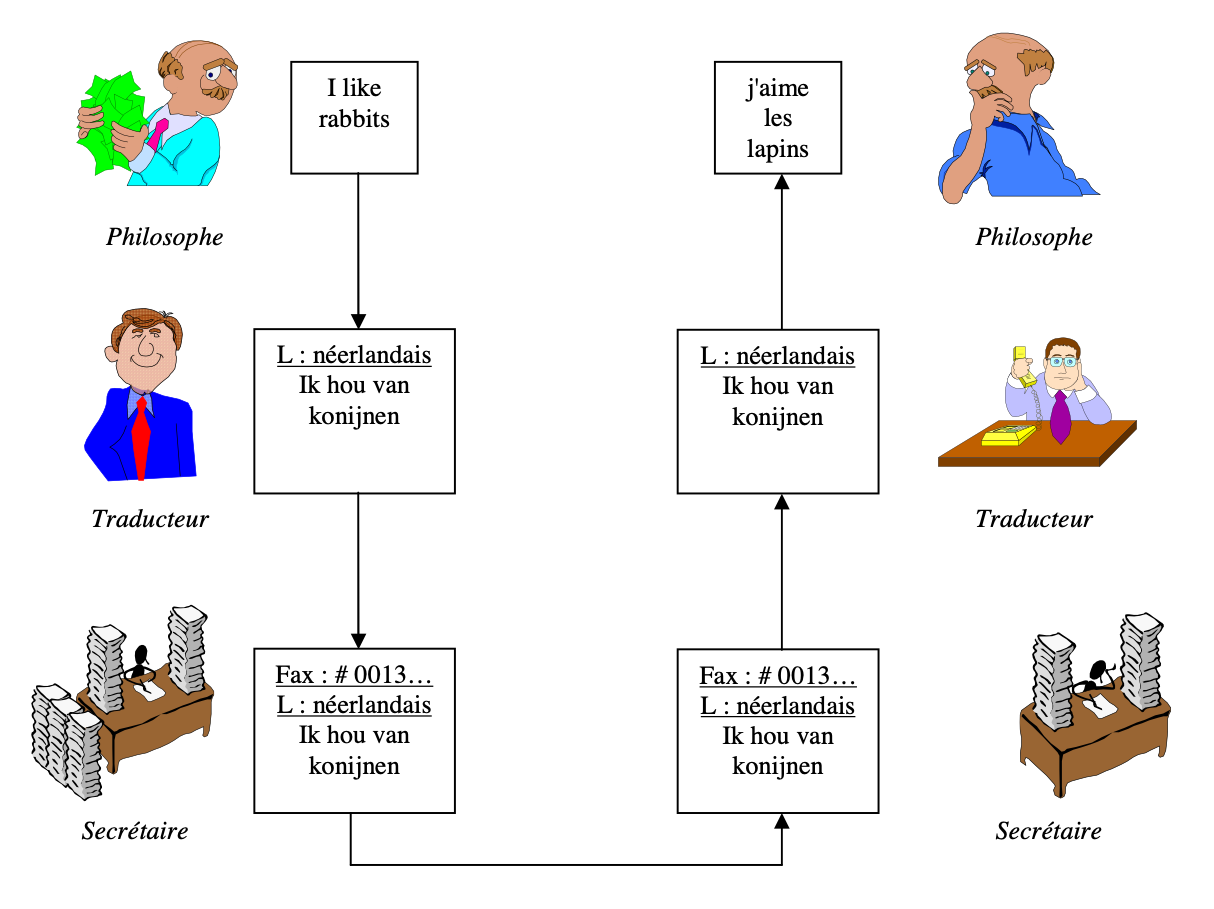 I like
rabbits
j'aime
les
lapins
Philosophe
Philosophe
L : néerlandais
Ik hou van
konijnen
L : néerlandais
Ik hou van
konijnen
Traducteur
Traducteur
Fax : # 0013…
L : néerlandais
Ik hou van
konijnen
Fax : # 0013…
L : néerlandais
Ik hou van
konijnen
Secrétaire
Secrétaire